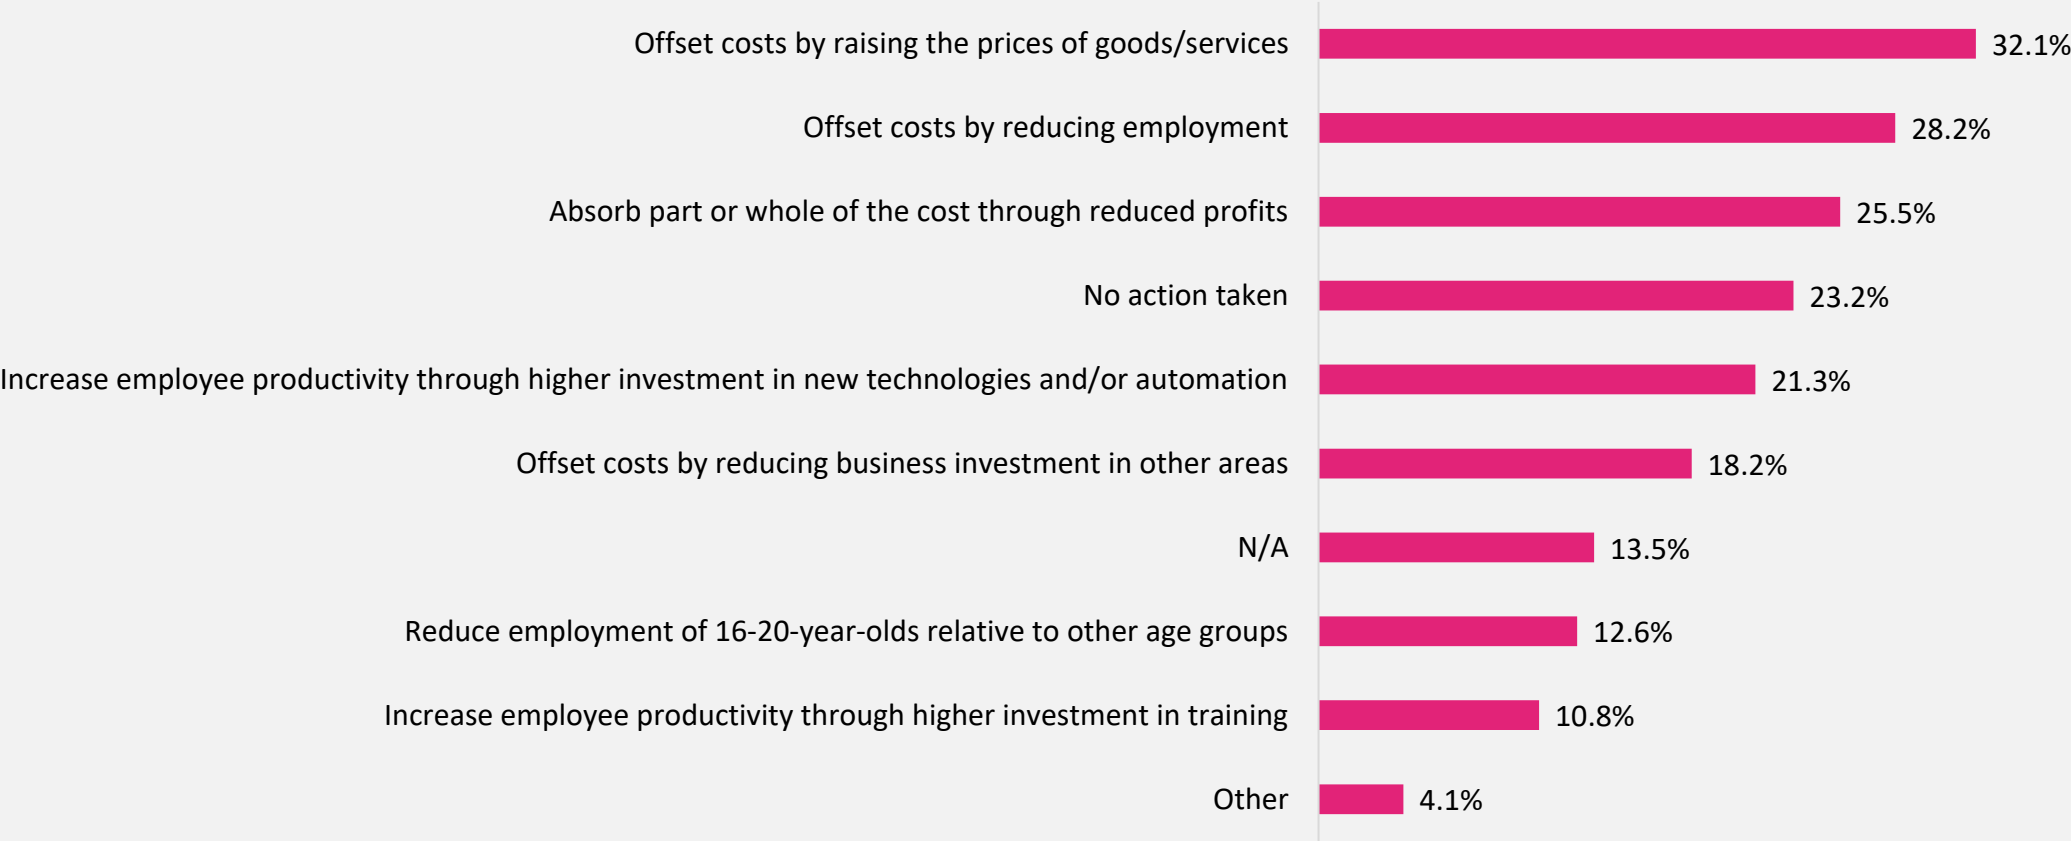 Offset costs by raising the prices of goods/services 32.1%
Offset costs by reducing employment 28.2%
Absorb part or whole of the cost through reduced profits 25.5%
No action taken 23.2%
Increase employee productivity through higher investment in new technologies and/or automation 21.3%
Offset costs by reducing business investment in other areas 18.2%
N/A 13.5%
Reduce employment of 16-20-year-olds relative to other age groups 12.6%
Increase employee productivity through higher investment in training 10.8%
Other 4.1%